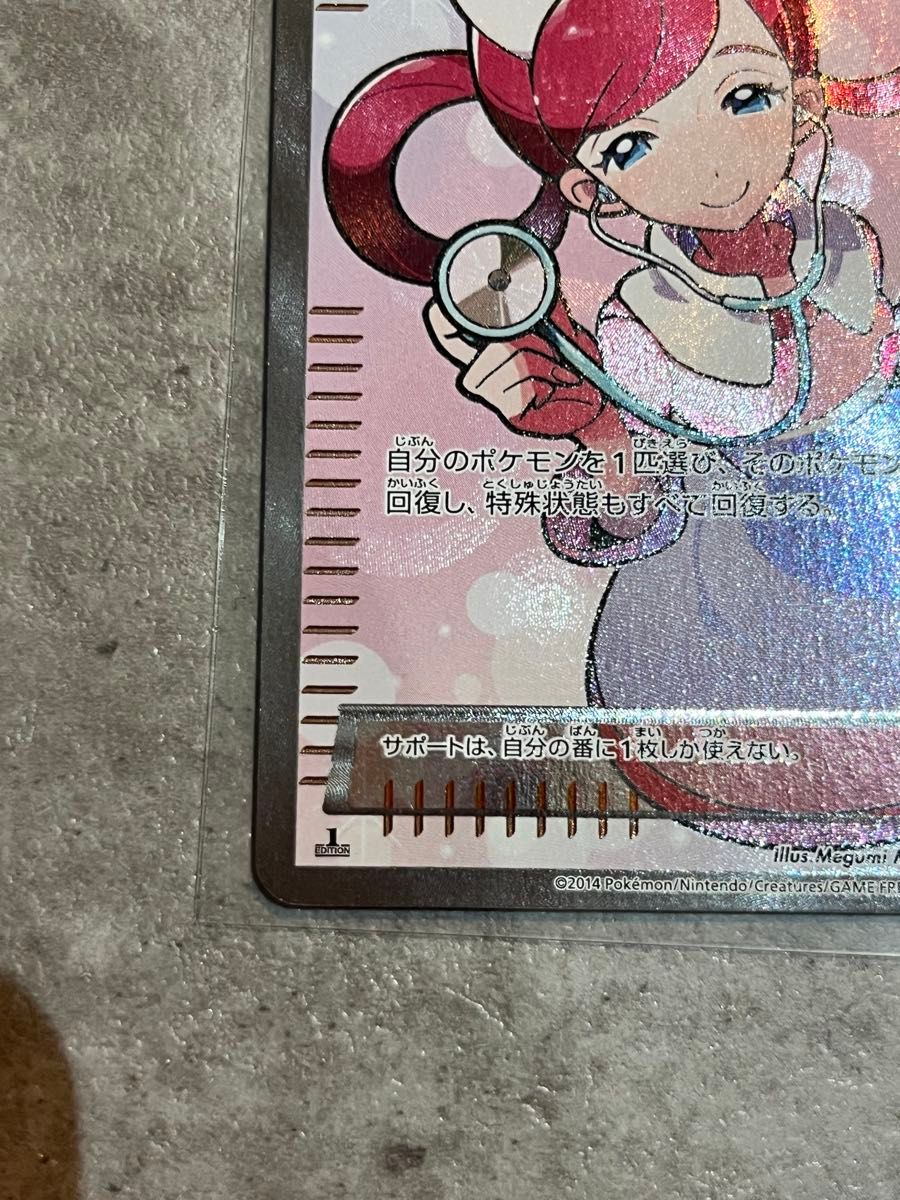 自分のポケモンを1匹選び、そのポケモン
回復し、特殊状態もすべて回復する。
サポートは、自分の番に1枚しか使えない。
1
EDITION
illus. Megumi
©2014 Pokémon/Nintendo/Creatures/GAME FRE